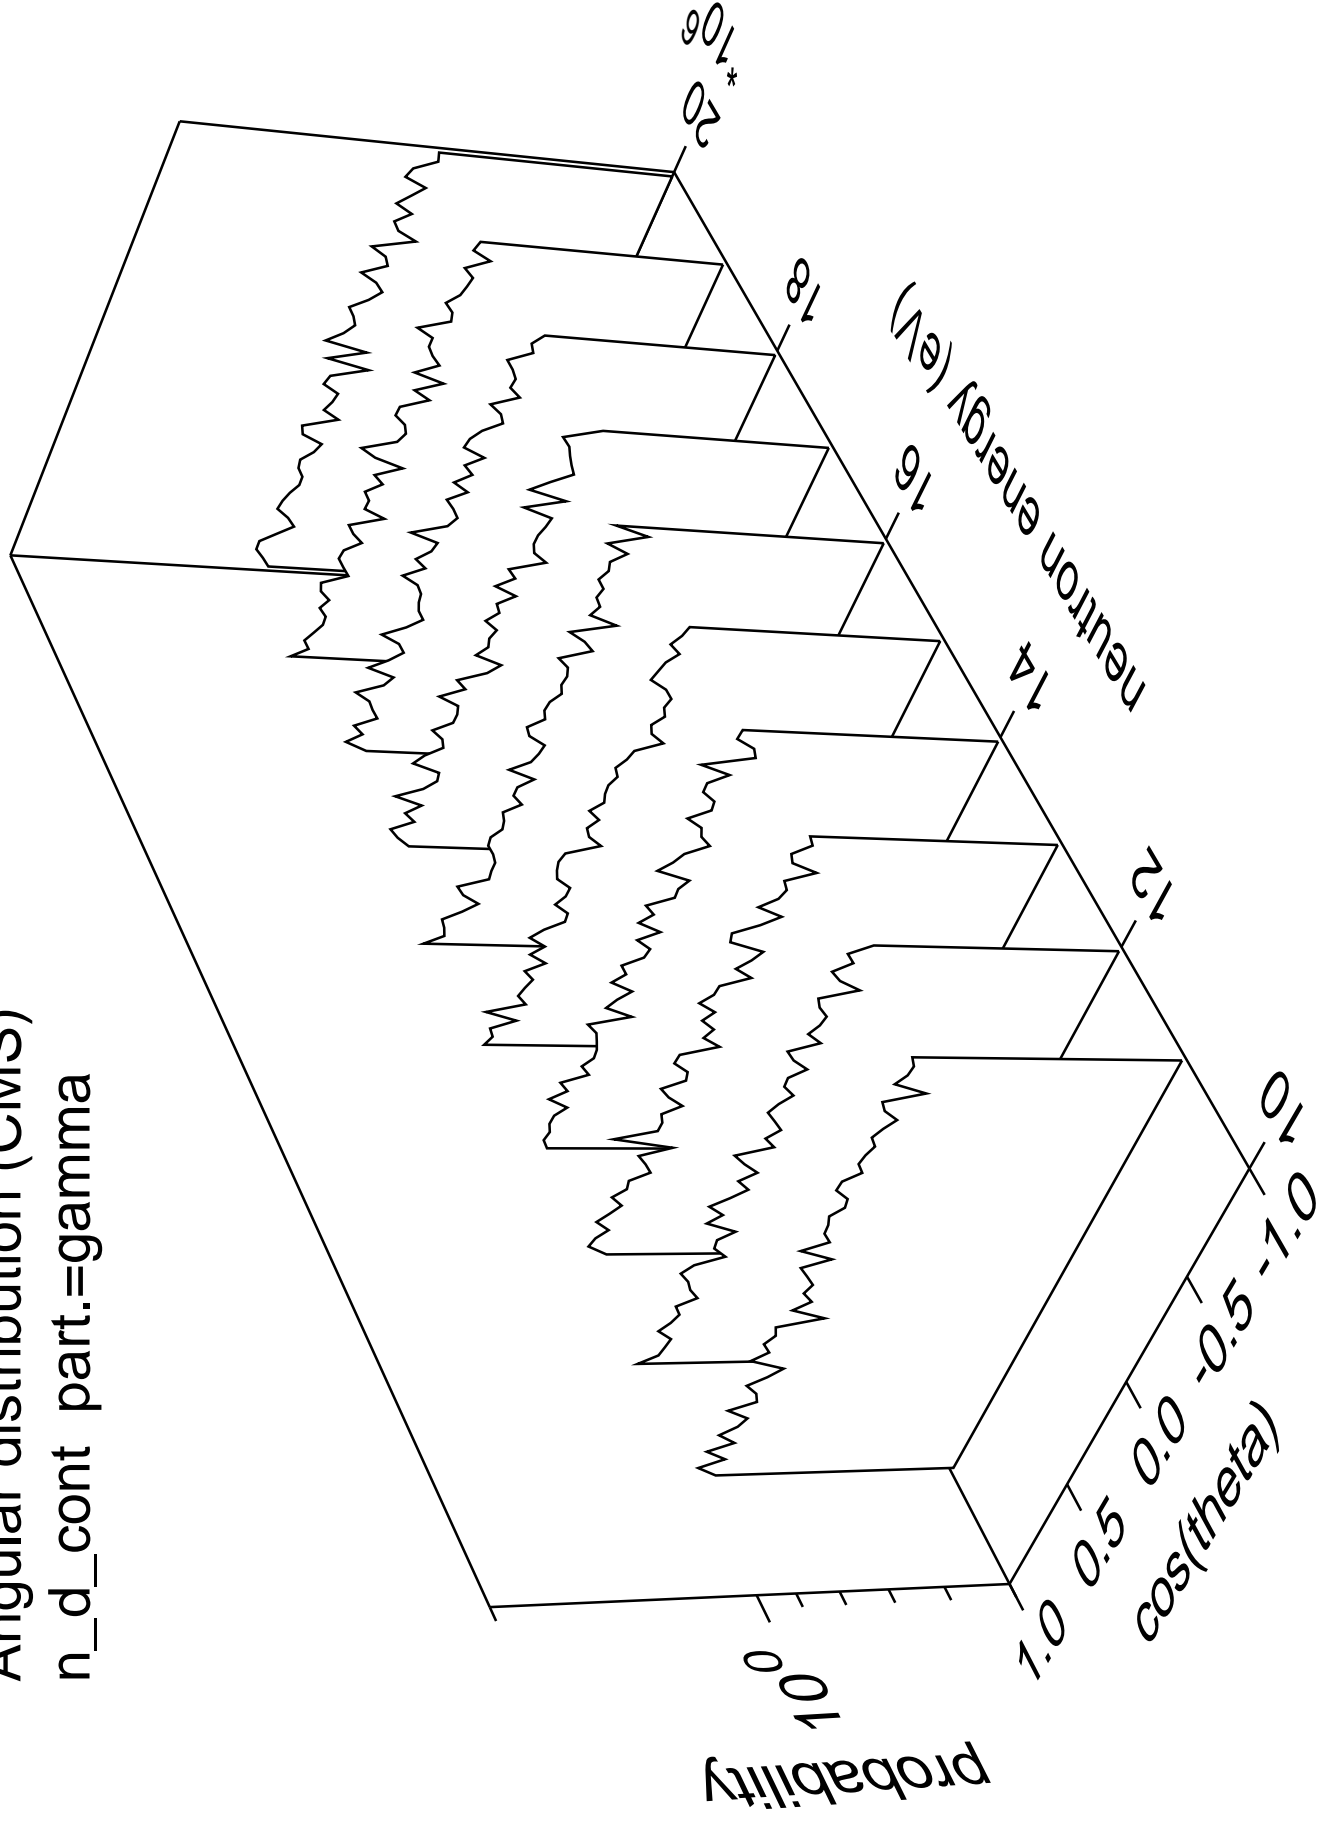 Angular distribution (CMS)
n_d_cont part.=gamma
probability
10^0
cos(theta)
1.0 0.5 0.0 -0.5 -1.0
neutron energy (eV)
10 12 14 16 18 20
*10^6